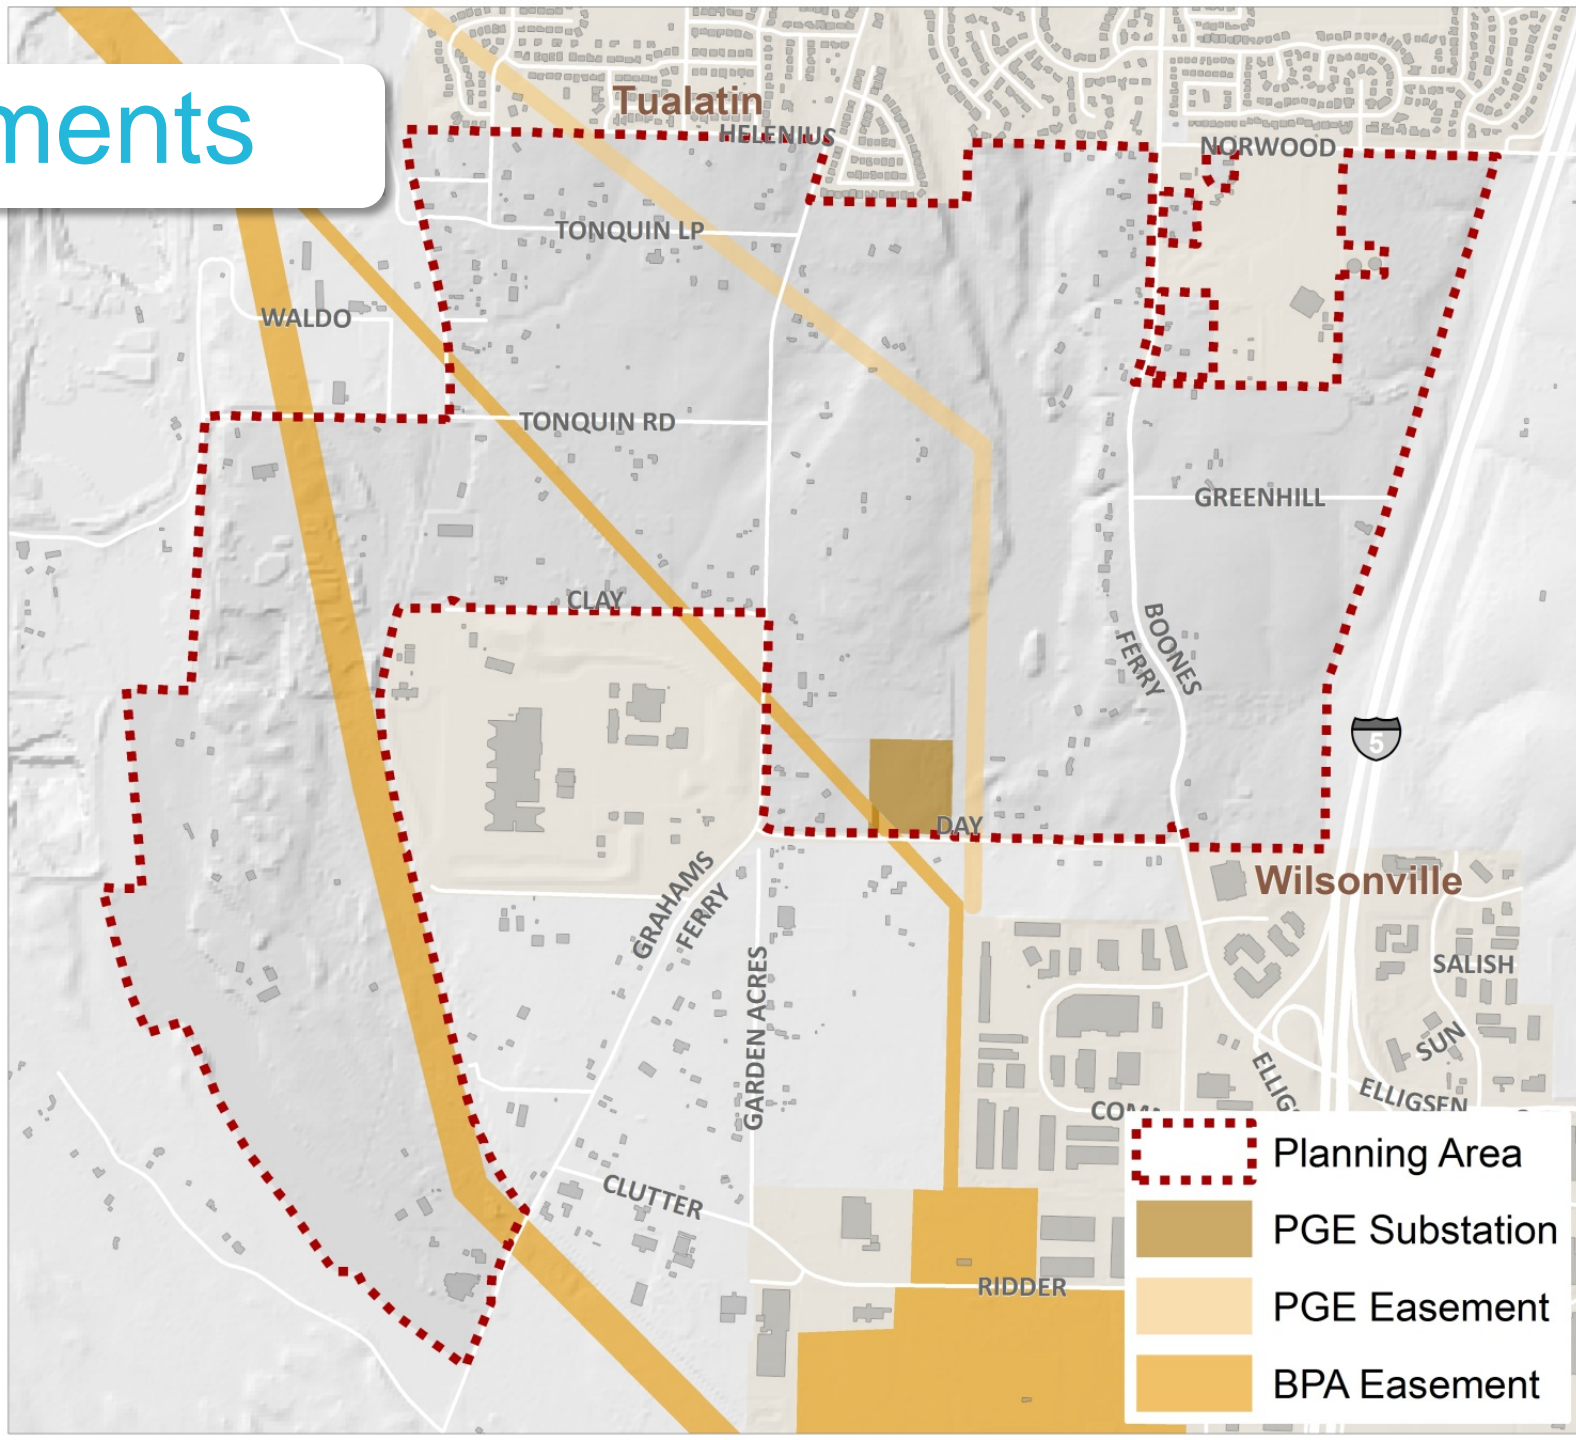 ments
Tualatin
HELENIUS
NORWOOD
TONQUIN LP
WALDO
TONQUIN RD
GREENHILL
CLAY
BOONES
FERRY
5
DAY
Wilsonville
GRAHAMS
FERRY
GARDEN ACRES
SALISH
SUN
ELLIGSEN
CLUTTER
RIDDER
Planning Area
PGE Substation
PGE Easement
BPA Easement